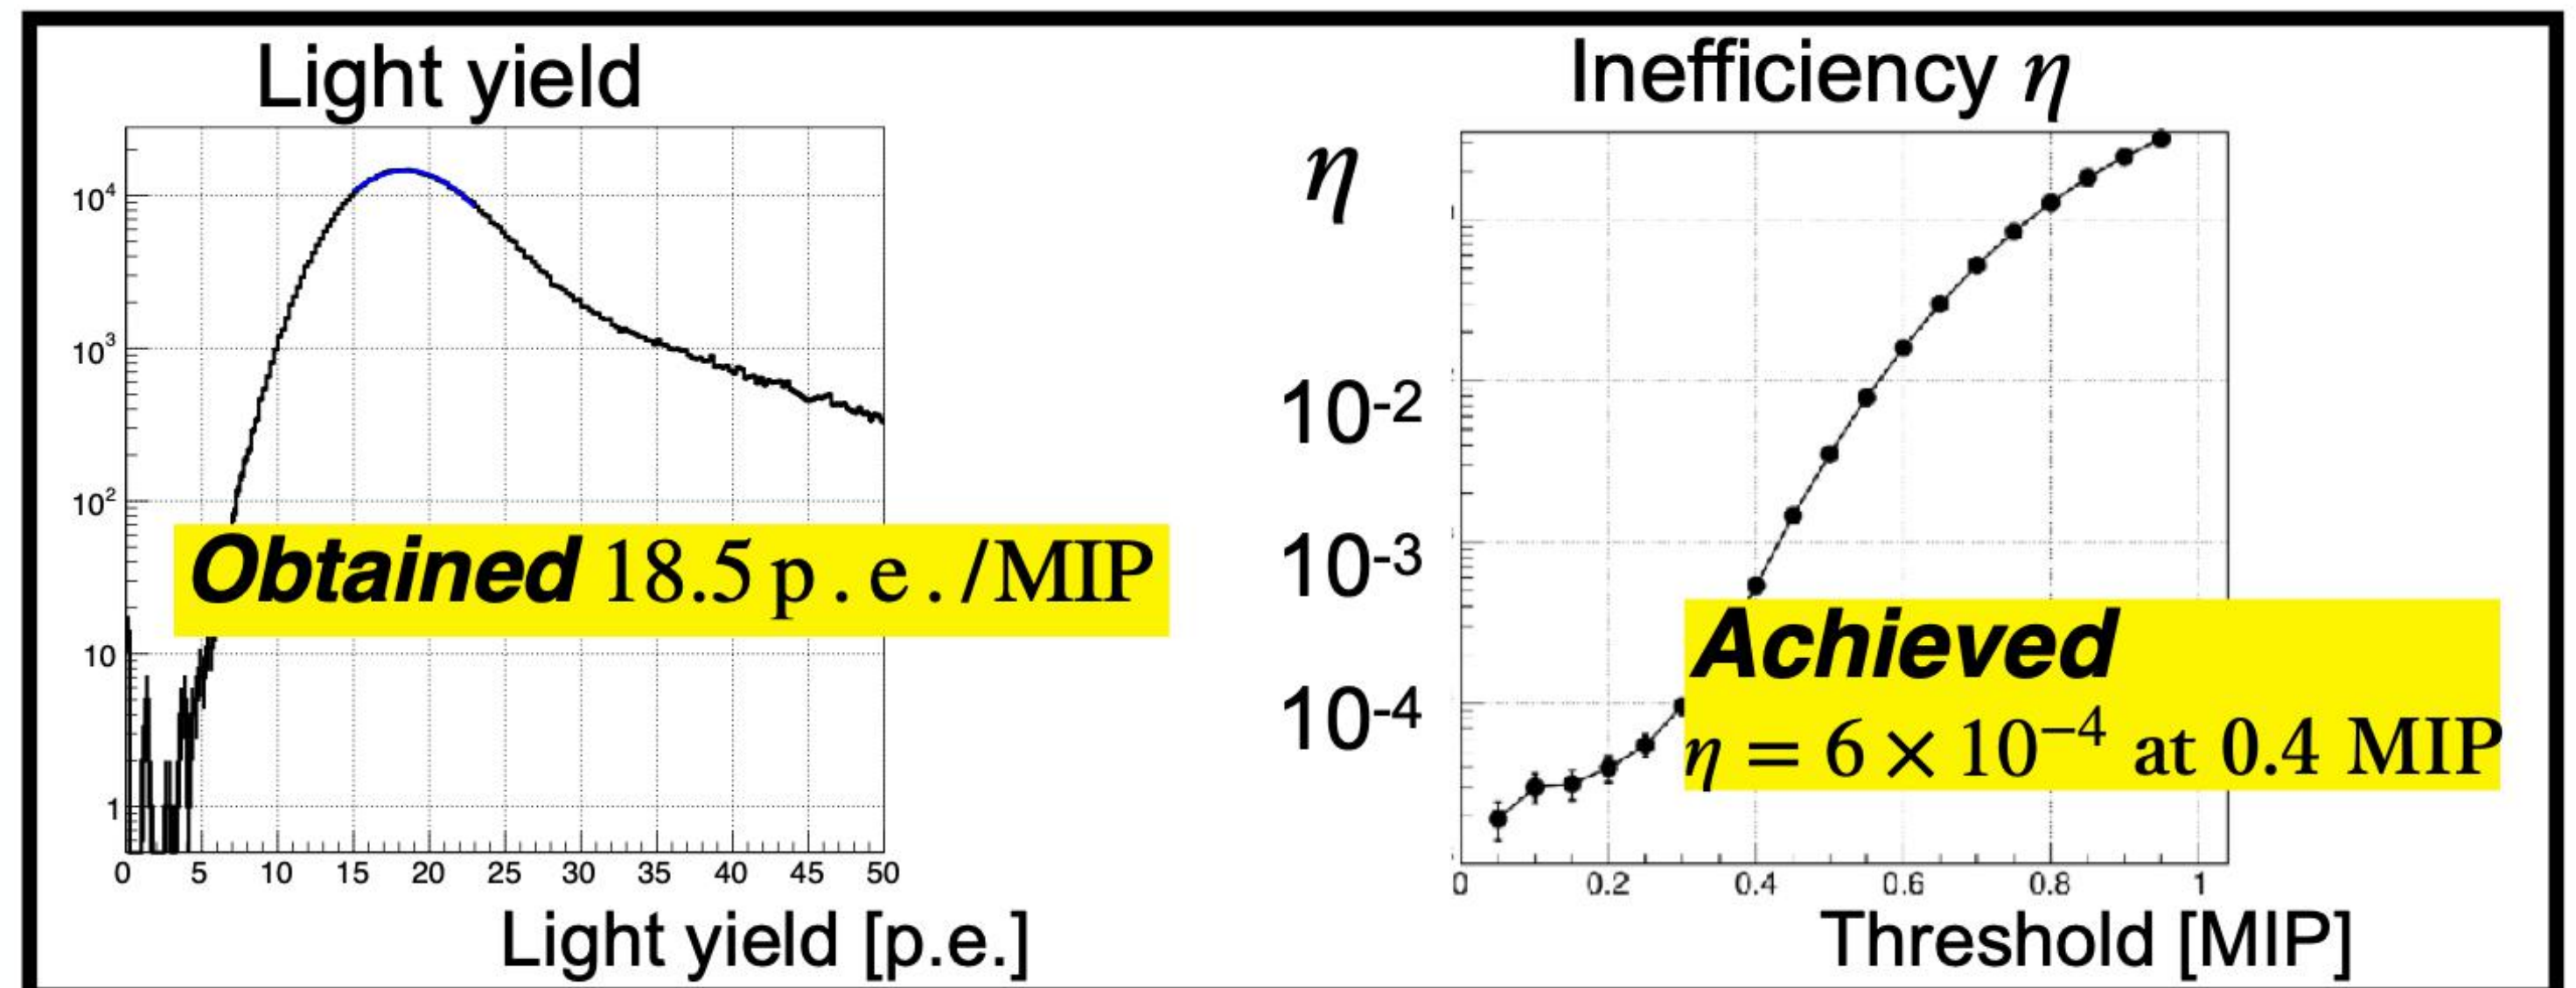 Light yield
10⁴
10³
10²
10
1
0 5 10 15 20 25 30 35 40 45 50
Light yield [p.e.]
Obtained 18.5 p . e . /MIP
Inefficiency η
η
10-2
10-3
10-4
0 0.2 0.4 0.6 0.8 1
Threshold [MIP]
Achieved
η = 6 × 10⁻⁴ at 0.4 MIP